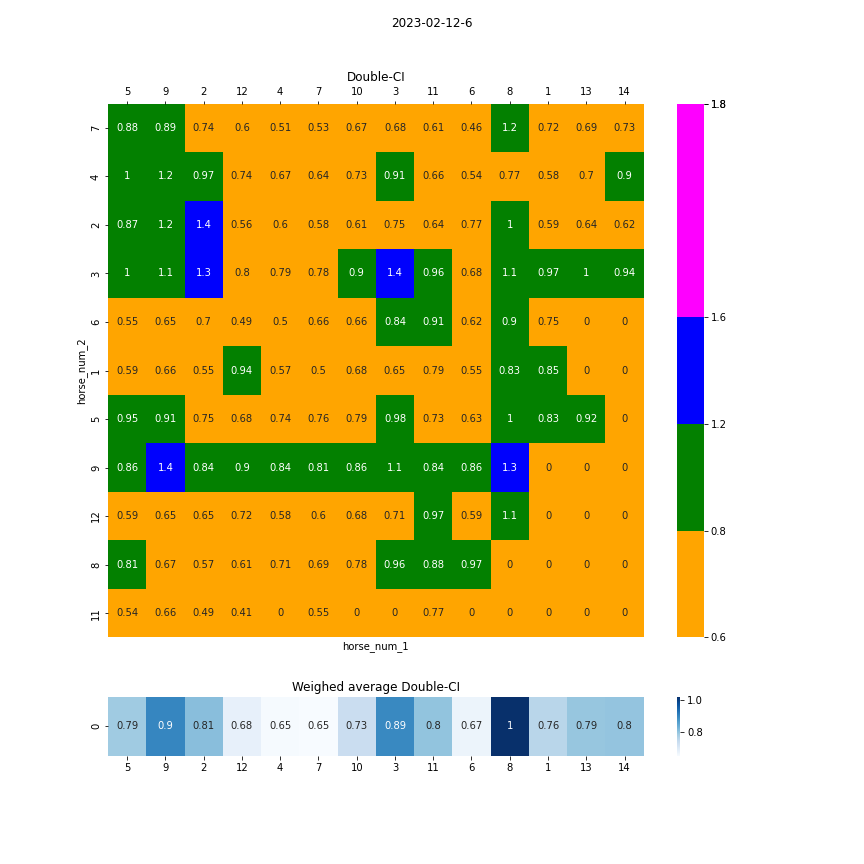 2023-02-12-6
Double-CI
5 9 2 12 4 7 10 3 11 6 8 1 13 14
7 0.88 0.89 0.74 0.6 0.51 0.53 0.67 0.68 0.61 0.46 1.2 0.72 0.69 0.73
4 1 1.2 0.97 0.74 0.67 0.64 0.73 0.91 0.66 0.54 0.77 0.58 0.7 0.9
2 0.87 1.2 1.4 0.56 0.6 0.58 0.61 0.75 0.64 0.77 1 0.59 0.64 0.62
3 1 1.1 1.3 0.8 0.79 0.78 0.9 1.4 0.96 0.68 1.1 0.97 1 0.94
6 0.55 0.65 0.7 0.49 0.5 0.66 0.66 0.84 0.91 0.62 0.9 0.75 0 0
1 0.59 0.66 0.55 0.94 0.57 0.5 0.68 0.65 0.79 0.55 0.83 0.85 0 0
5 0.95 0.91 0.75 0.68 0.74 0.76 0.79 0.98 0.73 0.63 1 0.83 0.92 0
9 0.86 1.4 0.84 0.9 0.84 0.81 0.86 1.1 0.84 0.86 1.3 0 0 0
12 0.59 0.65 0.65 0.72 0.58 0.6 0.68 0.71 0.97 0.59 1.1 0 0 0
8 0.81 0.67 0.57 0.61 0.71 0.69 0.78 0.96 0.88 0.97 0 0 0 0
11 0.54 0.66 0.49 0.41 0 0.55 0 0 0.77 0 0 0 0 0
horse_num_2
horse_num_1
1.8
1.6
1.2
0.8
0.6
Weighed average Double-CI
0 0.79 0.9 0.81 0.68 0.65 0.65 0.73 0.89 0.8 0.67 1 0.76 0.79 0.8
5 9 2 12 4 7 10 3 11 6 8 1 13 14
1.0
0.8